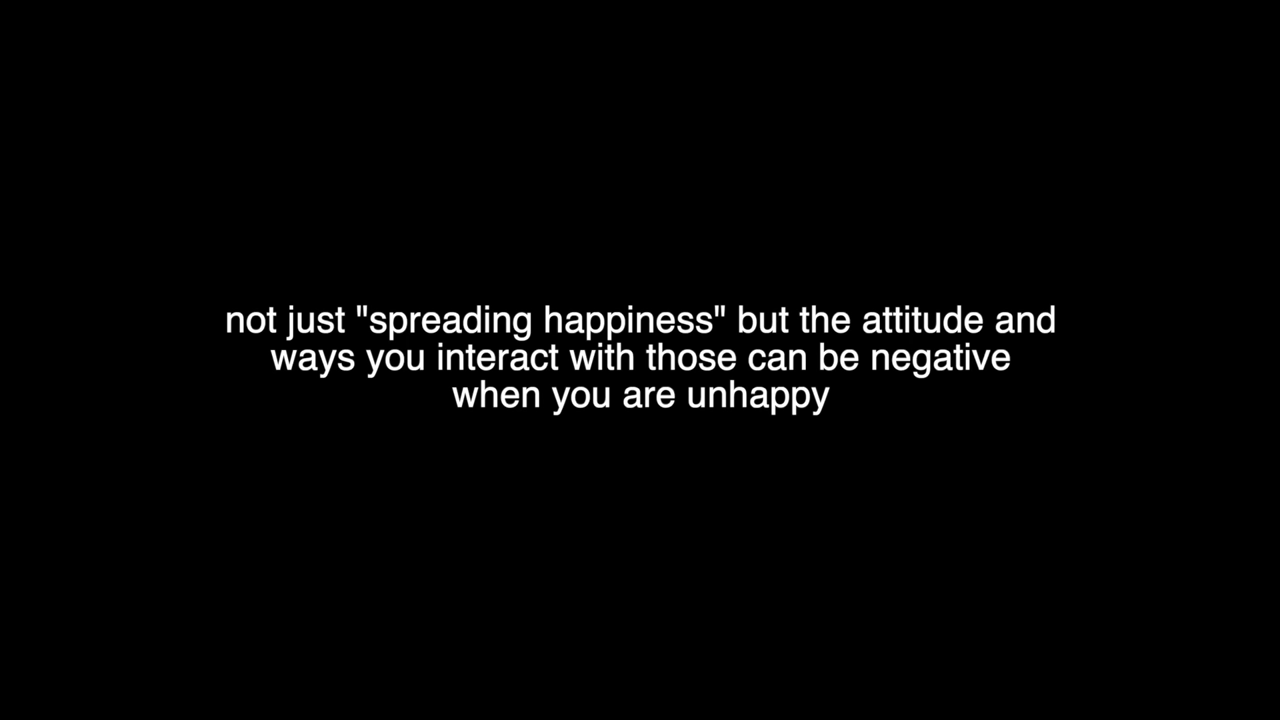 not just "spreading happiness" but the attitude and
ways you interact with those can be negative
when you are unhappy